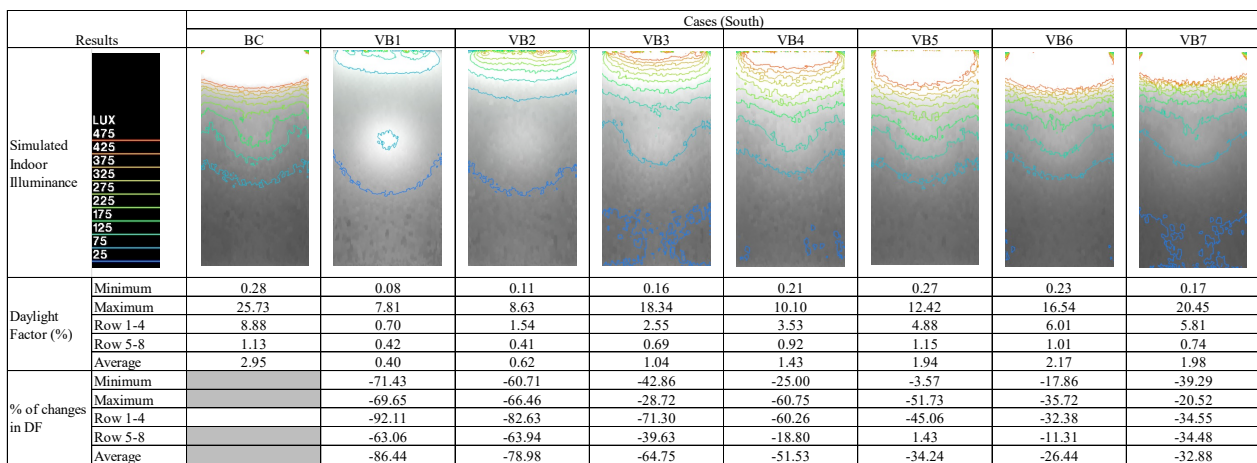 Results Cases (South)
BC VB1 VB2 VB3 VB4 VB5 VB6 VB7
Simulated
Indoor
Illuminance
LUX
475
425
375
325
275
225
175
125
75
25
Daylight
Factor (%)
Minimum 0.28 0.08 0.11 0.16 0.21 0.27 0.23 0.17
Maximum 25.73 7.81 8.63 18.34 10.10 12.42 16.54 20.45
Row 1-4 8.88 0.70 1.54 2.55 3.53 4.88 6.01 5.81
Row 5-8 1.13 0.42 0.41 0.69 0.92 1.15 1.01 0.74
Average 2.95 0.40 0.62 1.04 1.43 1.94 2.17 1.98
% of changes
in DF
Minimum -71.43 -60.71 -42.86 -25.00 -3.57 -17.86 -39.29
Maximum -69.65 -66.46 -28.72 -60.75 -51.73 -35.72 -20.52
Row 1-4 -92.11 -82.63 -71.30 -60.26 -45.06 -32.38 -34.55
Row 5-8 -63.06 -63.94 -39.63 -18.80 1.43 -11.31 -34.48
Average -86.44 -78.98 -64.75 -51.53 -34.24 -26.44 -32.88